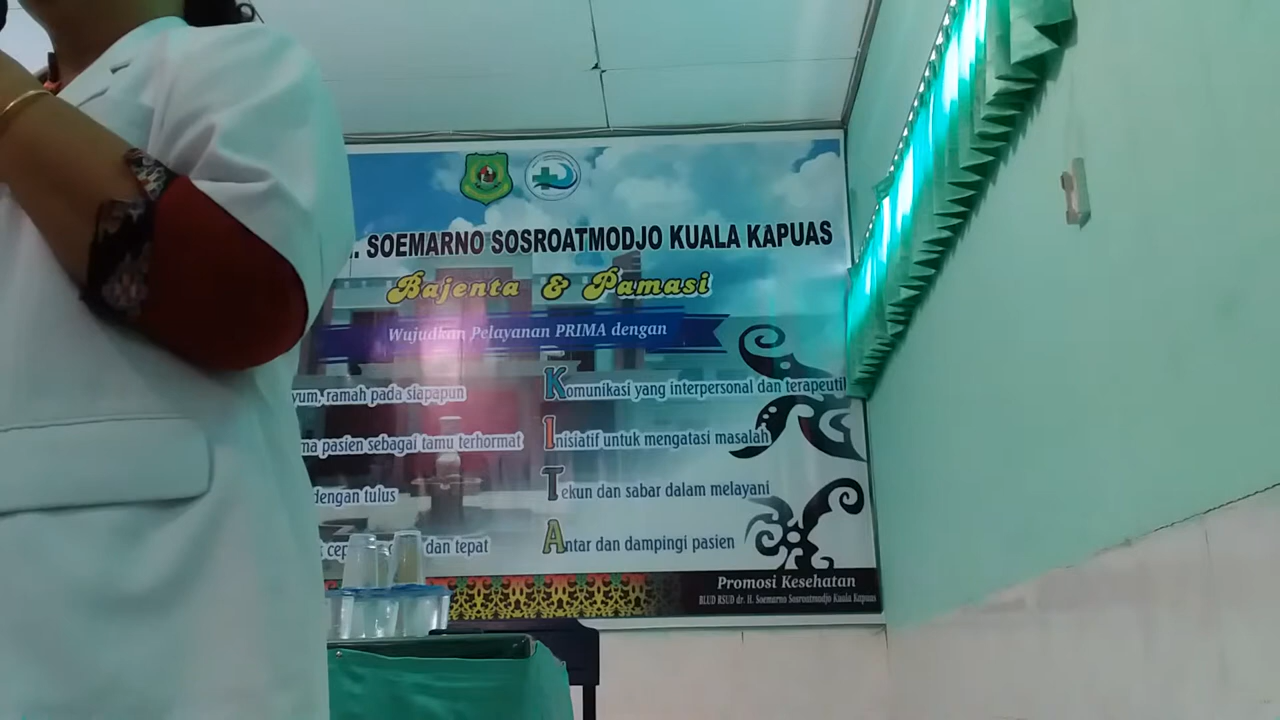 . SOEMARNO SOSROATMODJO KUALA KAPUAS
Bajenta & Pamasi
Wujudkan Pelayanan PRIMA dengan
yum, ramah pada siapapun
ma pasien sebagai tamu terhormat
dengan tulus
cep dan tepat
Komunikasi yang interpersonal dan terapeutik
Inisiatif untuk mengatasi masalah
Tekun dan sabar dalam melayani
Antar dan dampingi pasien
Promosi Kesehatan
BLUD RSUD dr. H. Soemarno Sosroatmodjo Kuala Kapuas